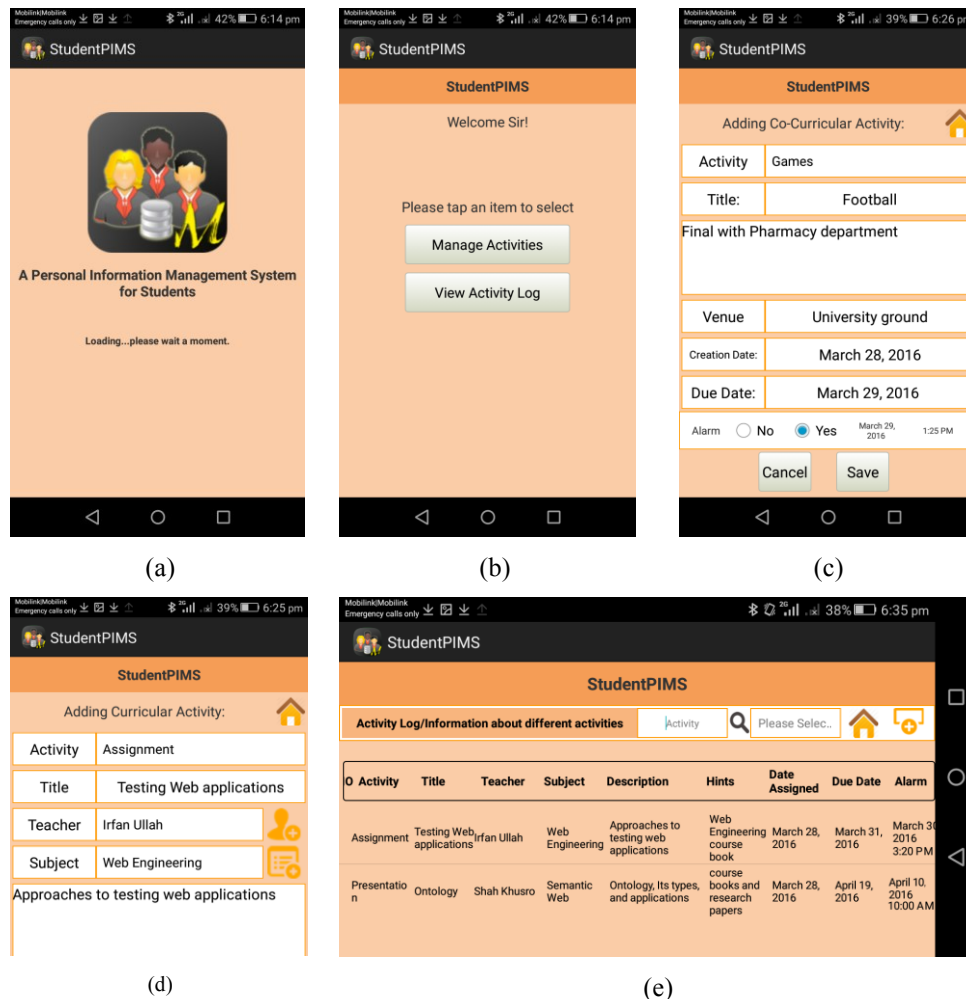 Mobilink|Mobilink
Emergency calls only 2G 42% 6:14 pm
StudentPIMS
M
A Personal Information Management System
for Students
Loading...please wait a moment.
(a)
Mobilink|Mobilink
Emergency calls only 2G 42% 6:14 pm
StudentPIMS
StudentPIMS
Welcome Sir!
Please tap an item to select
Manage Activities
View Activity Log
(b)
Mobilink|Mobilink
Emergency calls only 2G 39% 6:26 pm
StudentPIMS
StudentPIMS
Adding Co-Curricular Activity:
Activity Games
Title: Football
Final with Pharmacy department
Venue University ground
Creation Date: March 28, 2016
Due Date: March 29, 2016
Alarm No Yes March 29, 2016 1:25 PM
Cancel Save
(c)
Mobilink|Mobilink
Emergency calls only 2G 39% 6:25 pm
StudentPIMS
StudentPIMS
Adding Curricular Activity:
Activity Assignment
Title Testing Web applications
Teacher Irfan Ullah
Subject Web Engineering
Approaches to testing web applications
(d)
Mobilink|Mobilink
Emergency calls only 2G 38% 6:35 pm
StudentPIMS
StudentPIMS
Activity Log/Information about different activities Activity Please Selec..
O Activity Title Teacher Subject Description Hints Date Assigned Due Date Alarm
Assignment Testing Web applications Irfan Ullah Web Engineering Approaches to testing web applications Web Engineering course book March 28, 2016 March 31, 2016 March 30 2016 3:20 PM
Presentation Ontology Shah Khusro Semantic Web Ontology, Its types, and applications course books and research papers March 28, 2016 April 19, 2016 April 10, 2016 10:00 AM
(e)